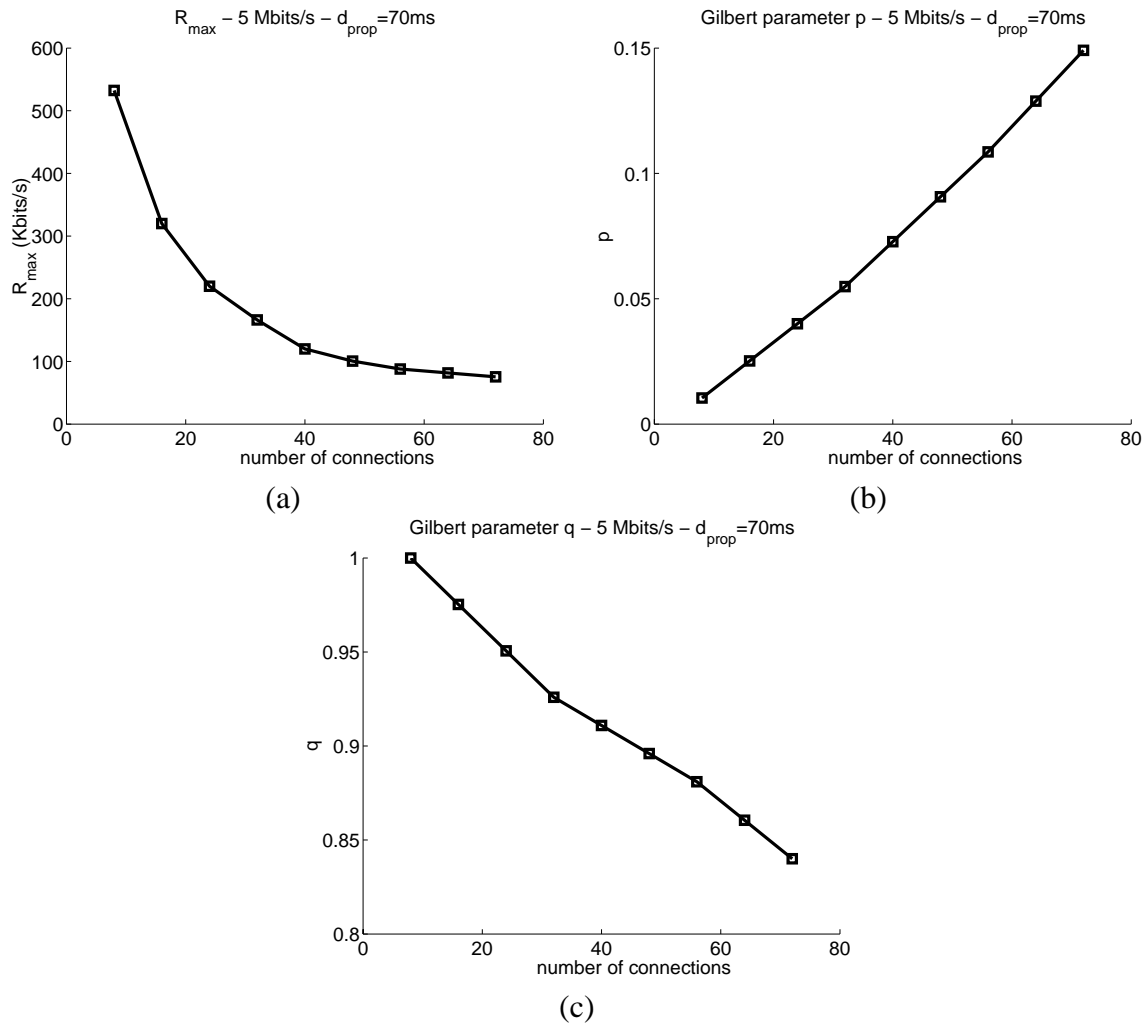 R_max – 5 Mbits/s – d_prop=70ms
600
500
400
300
200
100
0
R_max (Kbits/s)
0 20 40 60 80
number of connections
(a)
Gilbert parameter p – 5 Mbits/s – d_prop=70ms
0.15
0.1
0.05
0
p
0 20 40 60 80
number of connections
(b)
Gilbert parameter q – 5 Mbits/s – d_prop=70ms
1
0.95
0.9
0.85
0.8
q
0 20 40 60 80
number of connections
(c)